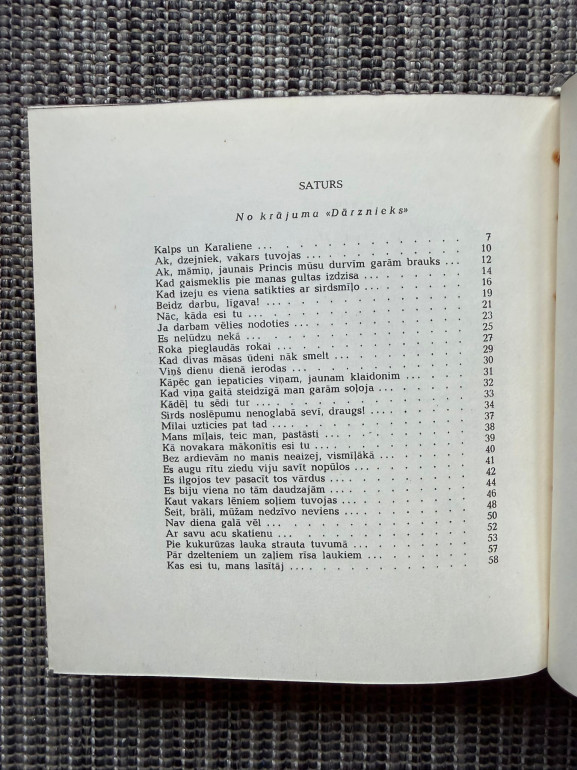 SATURS
No krājuma «Dārznieks»
Kalps un Karaliene . . . . . . . . . . . . . 7
Ak, dzejniek, vakars tuvojas . . . . . . . . . . . 10
Ak, māmiņ, jaunais Princis mūsu durvīm garām brauks . . . 12
Kad gaismeklis pie manas gultas izdzisa . . . . . . . . 14
Kad izeju es viena satikties ar sirdsmīļo . . . . . . . . 16
Beidz darbu, līgava! . . . . . . . . . . . . . 19
Nāc, kāda esi tu . . . . . . . . . . . . . . 21
Ja darbam vēlies nodoties . . . . . . . . . . . . 23
Es nelūdzu nekā . . . . . . . . . . . . . . 25
Roka pieglaudās rokai . . . . . . . . . . . . . 27
Kad divas māsas ūdeni nāk smelt . . . . . . . . . . 29
Viņš dienu dienā ierodas . . . . . . . . . . . . 30
Kāpēc gan iepaticies viņam, jaunam klaidonim . . . . . . 31
Kad viņa gaitā steidzīgā man garām soļoja . . . . . . . 32
Kādēļ tu sēdi tur . . . . . . . . . . . . . . 33
Sirds noslēpumu nenoglabā sevī, draugs! . . . . . . . . 34
Mīlai uzticies pat tad . . . . . . . . . . . . . 37
Mans mīļais, teic man, pastāsti . . . . . . . . . . 38
Kā novakara mākonītis esi tu . . . . . . . . . . . 39
Bez ardievām no manis neaizej, vismīļākā . . . . . . . 40
Es augu rītu ziedu viju savīt nopūlos . . . . . . . . 41
Es ilgojos tev pasacīt tos vārdus . . . . . . . . . . 42
Es biju viena no tām daudzajām . . . . . . . . . . 44
Kaut vakars lēniem soļiem tuvojas . . . . . . . . . 46
Šeit, brāli, mūžam nedzīvo neviens . . . . . . . . . 48
Nav diena galā vēl . . . . . . . . . . . . . 50
Ar savu acu skatienu . . . . . . . . . . . . . 52
Pie kukurūzas lauka strauta tuvumā . . . . . . . . . 53
Pār dzelteniem un zaļiem rīsa laukiem . . . . . . . . 57
Kas esi tu, mans lasītāj . . . . . . . . . . . . 58